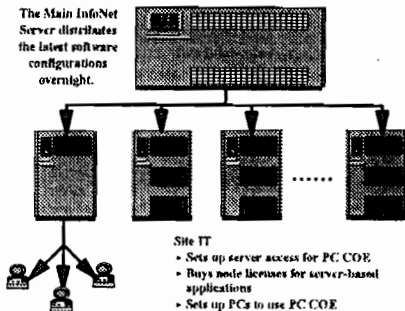 The Main InfoNet
Server distributes
the latest software
configurations
overnight.
Site IT
• Sets up server access for PC COE
• Buys node licenses for server-based
applications
• Sets up PCs to use PC COE